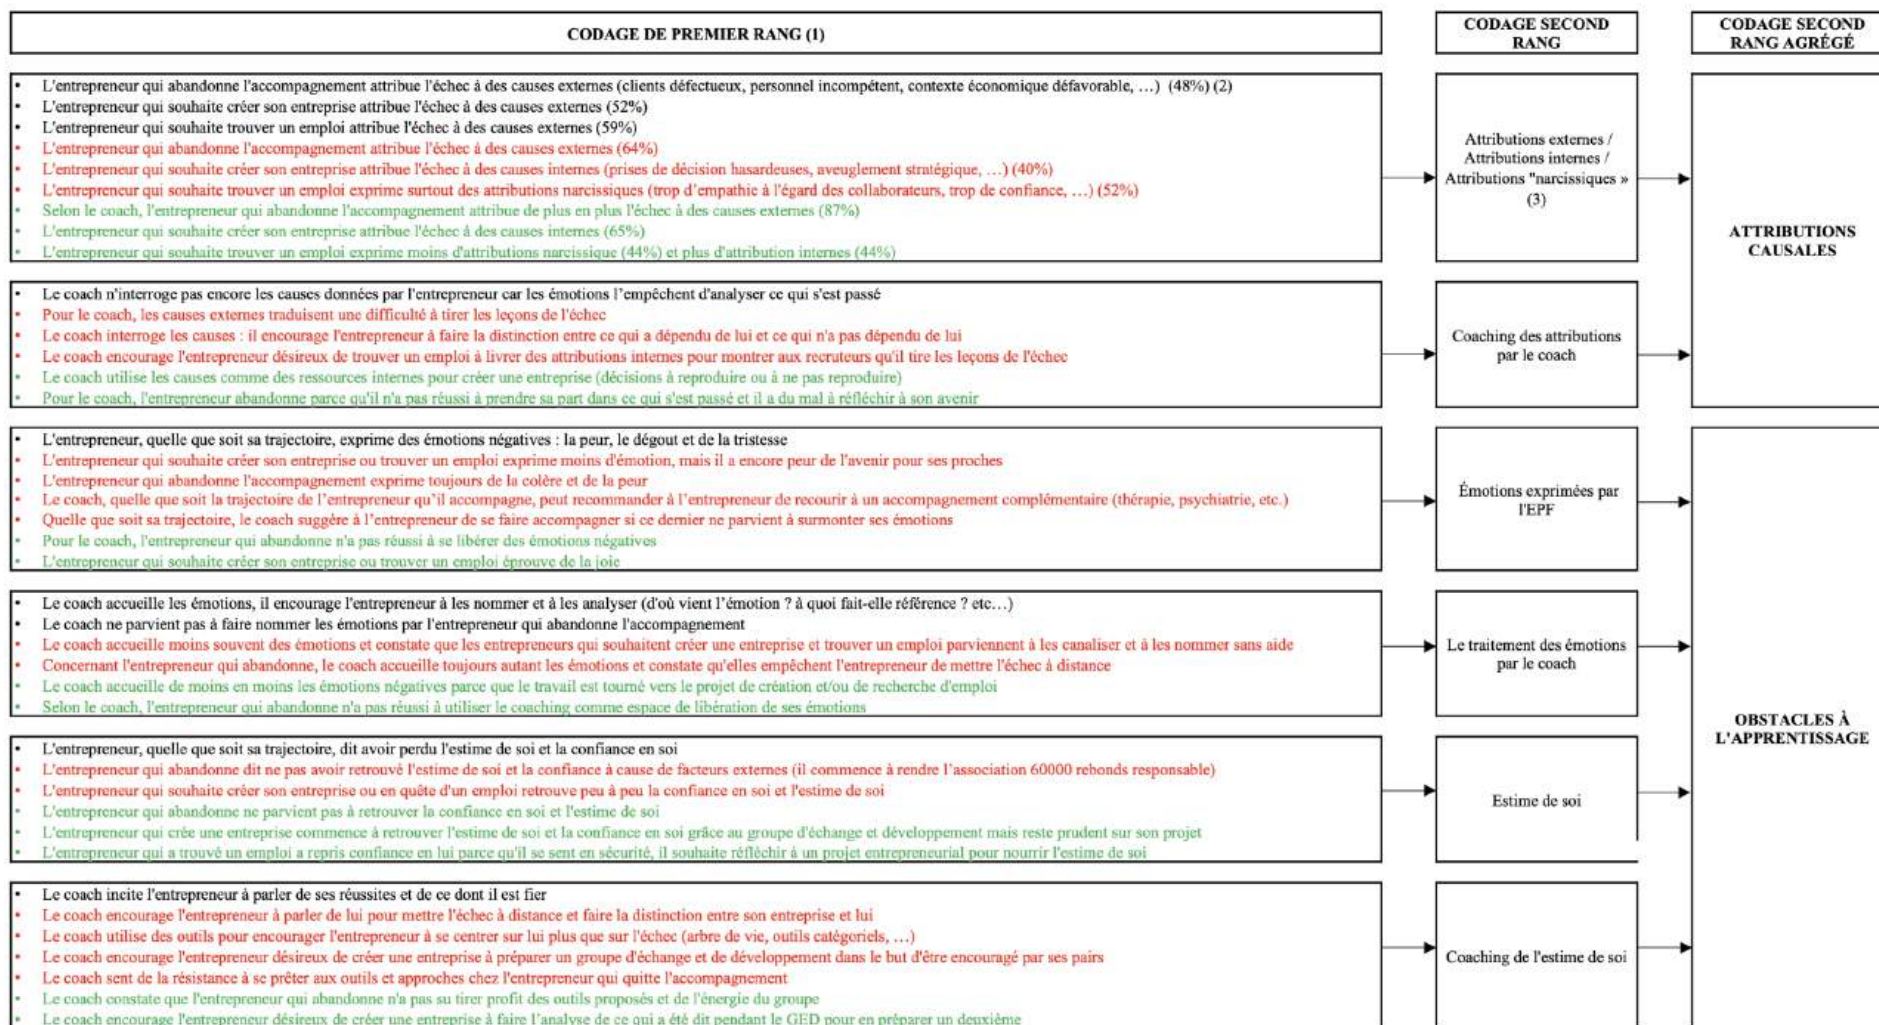 CODAGE DE PREMIER RANG (1)
CODAGE SECOND
RANG
CODAGE SECOND
RANG AGRÉGÉ
• L'entrepreneur qui abandonne l'accompagnement attribue l'échec à des causes externes (clients défectueux, personnel incompétent, contexte économique défavorable, …) (48%) (2)
• L'entrepreneur qui souhaite créer son entreprise attribue l'échec à des causes externes (52%)
• L'entrepreneur qui souhaite trouver un emploi attribue l'échec à des causes externes (59%)
• L'entrepreneur qui abandonne l'accompagnement attribue l'échec à des causes externes (64%)
• L'entrepreneur qui souhaite créer son entreprise attribue l'échec à des causes internes (prises de décision hasardeuses, aveuglement stratégique, …) (40%)
• L'entrepreneur qui souhaite trouver un emploi exprime surtout des attributions narcissiques (trop d'empathie à l'égard des collaborateurs, trop de confiance, …) (52%)
• Selon le coach, l'entrepreneur qui abandonne l'accompagnement attribue de plus en plus l'échec à des causes externes (87%)
• L'entrepreneur qui souhaite créer son entreprise attribue l'échec à des causes internes (65%)
• L'entrepreneur qui souhaite trouver un emploi exprime moins d'attributions narcissique (44%) et plus d'attribution internes (44%)
Attributions externes /
Attributions internes /
Attributions "narcissiques »
(3)
ATTRIBUTIONS
CAUSALES
• Le coach n'interroge pas encore les causes données par l'entrepreneur car les émotions l'empêchent d'analyser ce qui s'est passé
• Pour le coach, les causes externes traduisent une difficulté à tirer les leçons de l'échec
• Le coach interroge les causes : il encourage l'entrepreneur à faire la distinction entre ce qui a dépendu de lui et ce qui n'a pas dépendu de lui
• Le coach encourage l'entrepreneur désireux de trouver un emploi à livrer des attributions internes pour montrer aux recruteurs qu'il tire les leçons de l'échec
• Le coach utilise les causes comme des ressources internes pour créer une entreprise (décisions à reproduire ou à ne pas reproduire)
• Pour le coach, l'entrepreneur abandonne parce qu'il n'a pas réussi à prendre sa part dans ce qui s'est passé et il a du mal à réfléchir à son avenir
Coaching des attributions
par le coach
• L'entrepreneur, quelle que soit sa trajectoire, exprime des émotions négatives : la peur, le dégout et de la tristesse
• L'entrepreneur qui souhaite créer son entreprise ou trouver un emploi exprime moins d'émotion, mais il a encore peur de l'avenir pour ses proches
• L'entrepreneur qui abandonne l'accompagnement exprime toujours de la colère et de la peur
• Le coach, quelle que soit la trajectoire de l'entrepreneur qu'il accompagne, peut recommander à l'entrepreneur de recourir à un accompagnement complémentaire (thérapie, psychiatrie, etc.)
• Quelle que soit sa trajectoire, le coach suggère à l'entrepreneur de se faire accompagner si ce dernier ne parvient à surmonter ses émotions
• Pour le coach, l'entrepreneur qui abandonne n'a pas réussi à se libérer des émotions négatives
• L'entrepreneur qui souhaite créer son entreprise ou trouver un emploi éprouve de la joie
Émotions exprimées par
l'EPF
• Le coach accueille les émotions, il encourage l'entrepreneur à les nommer et à les analyser (d'où vient l'émotion ? à quoi fait-elle référence ? etc…)
• Le coach ne parvient pas à faire nommer les émotions par l'entrepreneur qui abandonne l'accompagnement
• Le coach accueille moins souvent des émotions et constate que les entrepreneurs qui souhaitent créer une entreprise et trouver un emploi parviennent à les canaliser et à les nommer sans aide
• Concernant l'entrepreneur qui abandonne, le coach accueille toujours autant les émotions et constate qu'elles empêchent l'entrepreneur de mettre l'échec à distance
• Le coach accueille de moins en moins les émotions négatives parce que le travail est tourné vers le projet de création et/ou de recherche d'emploi
• Selon le coach, l'entrepreneur qui abandonne n'a pas réussi à utiliser le coaching comme espace de libération de ses émotions
Le traitement des émotions
par le coach
OBSTACLES À
L'APPRENTISSAGE
• L'entrepreneur, quelle que soit sa trajectoire, dit avoir perdu l'estime de soi et la confiance en soi
• L'entrepreneur qui abandonne dit ne pas avoir retrouvé l'estime de soi et la confiance à cause de facteurs externes (il commence à rendre l'association 60000 rebonds responsable)
• L'entrepreneur qui souhaite créer son entreprise ou en quête d'un emploi retrouve peu à peu la confiance en soi et l'estime de soi
• L'entrepreneur qui abandonne ne parvient pas à retrouver la confiance en soi et l'estime de soi
• L'entrepreneur qui crée une entreprise commence à retrouver l'estime de soi et la confiance en soi grâce au groupe d'échange et développement mais reste prudent sur son projet
• L'entrepreneur qui a trouvé un emploi a repris confiance en lui parce qu'il se sent en sécurité, il souhaite réfléchir à un projet entrepreneurial pour nourrir l'estime de soi
Estime de soi
• Le coach incite l'entrepreneur à parler de ses réussites et de ce dont il est fier
• Le coach encourage l'entrepreneur à parler de lui pour mettre l'échec à distance et faire la distinction entre son entreprise et lui
• Le coach utilise des outils pour encourager l'entrepreneur à se centrer sur lui plus que sur l'échec (arbre de vie, outils catégoriels, …)
• Le coach encourage l'entrepreneur désireux de créer une entreprise à préparer un groupe d'échange et de développement dans le but d'être encouragé par ses pairs
• Le coach sent de la résistance à se prêter aux outils et approches chez l'entrepreneur qui quitte l'accompagnement
• Le coach constate que l'entrepreneur qui abandonne n'a pas su tirer profit des outils proposés et de l'énergie du groupe
• Le coach encourage l'entrepreneur désireux de créer une entreprise à faire l'analyse de ce qui a été dit pendant le GED pour en préparer un deuxième
Coaching de l'estime de soi